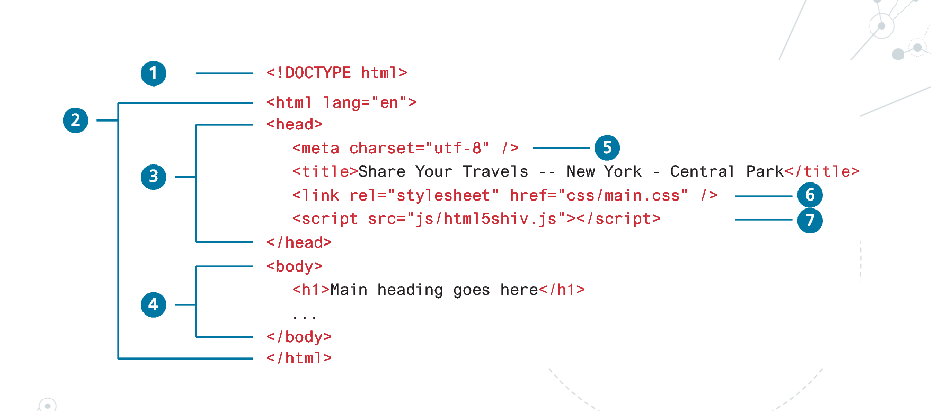 1 <!DOCTYPE html>
2 <html lang="en">
<head>
<meta charset="utf-8" /> 5
3 <title>Share Your Travels -- New York - Central Park</title>
<link rel="stylesheet" href="css/main.css" /> 6
<script src="js/html5shiv.js"></script> 7
</head>
<body>
4 <h1>Main heading goes here</h1>
...
</body>
</html>